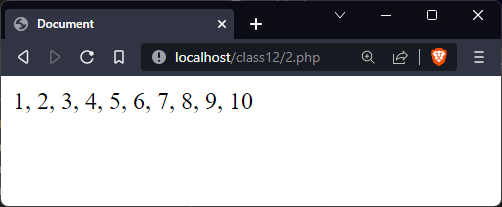 Document
localhost/class12/2.php
1, 2, 3, 4, 5, 6, 7, 8, 9, 10